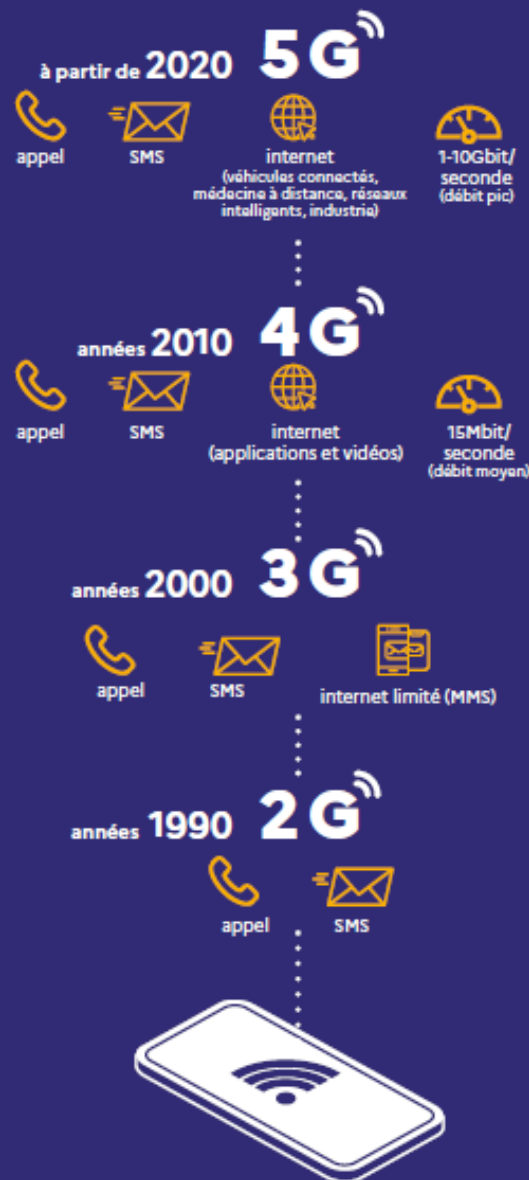 à partir de 2020 5G
appel
SMS
internet
(véhicules connectés,
médecine à distance, réseaux
intelligents, industrie)
1-10Gbit/
seconde
(débit pic)
années 2010 4G
appel
SMS
internet
(applications et vidéos)
15Mbit/
seconde
(débit moyen)
années 2000 3G
appel
SMS
internet limité (MMS)
années 1990 2G
appel
SMS